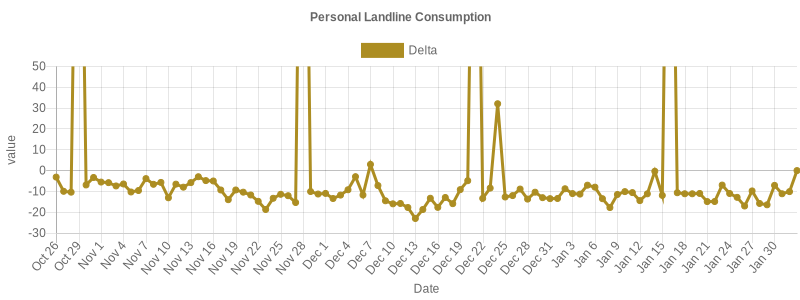 Personal Landline Consumption
Delta
50
40
30
20
10
0
-10
-20
-30
value
Oct 26
Oct 29
Nov 1
Nov 4
Nov 7
Nov 10
Nov 13
Nov 16
Nov 19
Nov 22
Nov 25
Nov 28
Dec 1
Dec 4
Dec 7
Dec 10
Dec 13
Dec 16
Dec 19
Dec 22
Dec 25
Dec 28
Dec 31
Jan 3
Jan 6
Jan 9
Jan 12
Jan 15
Jan 18
Jan 21
Jan 24
Jan 27
Jan 30
Date